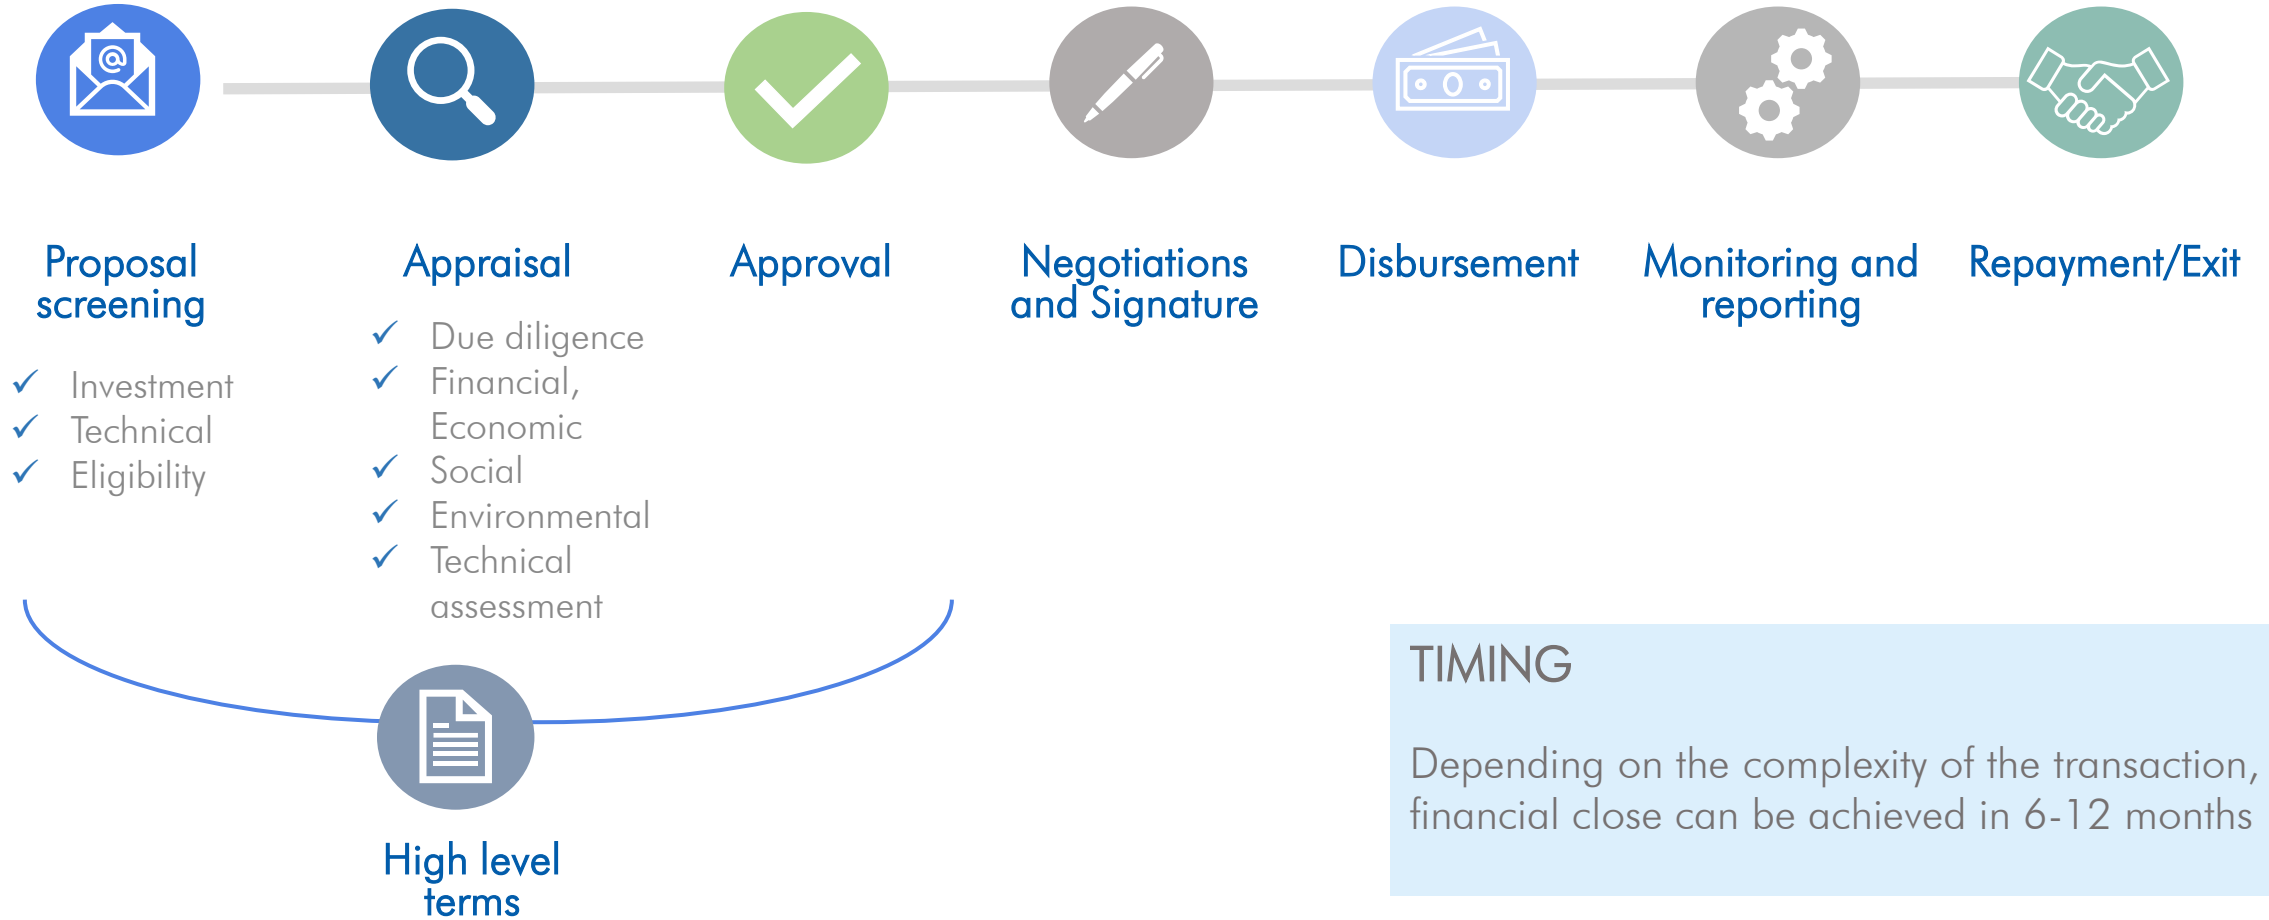 Proposal
screening
Investment
Technical
Eligibility
Appraisal
Due diligence
Financial,
Economic
Social
Environmental
Technical
assessment
Approval
Negotiations
and Signature
Disbursement
Monitoring and
reporting
Repayment/Exit
High level
terms
TIMING
Depending on the complexity of the transaction,
financial close can be achieved in 6-12 months